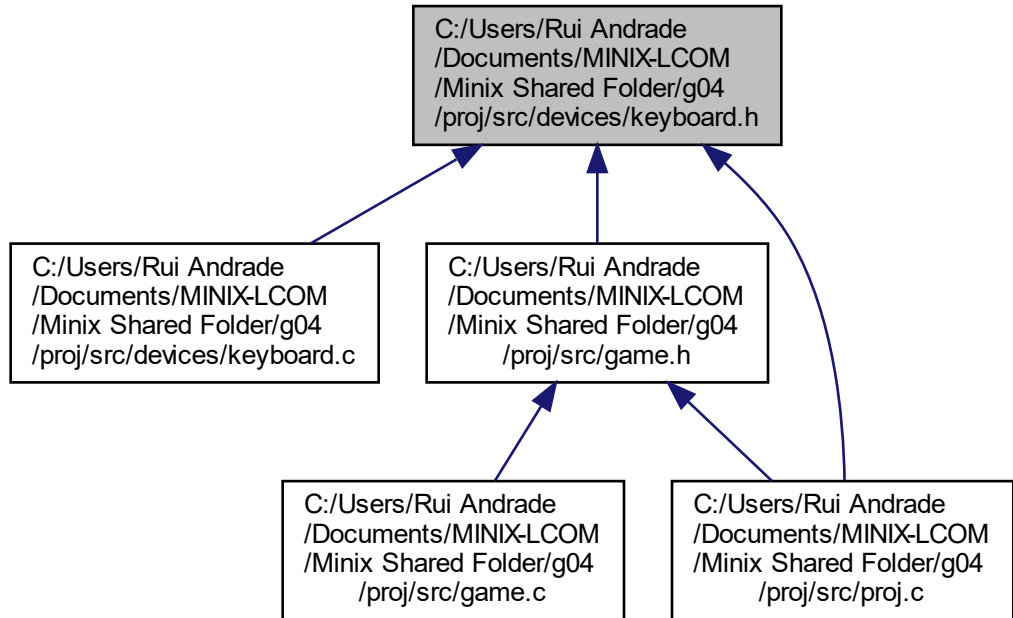 C:/Users/Rui Andrade
/Documents/MINIX-LCOM
/Minix Shared Folder/g04
/proj/src/devices/keyboard.h
C:/Users/Rui Andrade
/Documents/MINIX-LCOM
/Minix Shared Folder/g04
/proj/src/devices/keyboard.c
C:/Users/Rui Andrade
/Documents/MINIX-LCOM
/Minix Shared Folder/g04
/proj/src/game.h
C:/Users/Rui Andrade
/Documents/MINIX-LCOM
/Minix Shared Folder/g04
/proj/src/game.c
C:/Users/Rui Andrade
/Documents/MINIX-LCOM
/Minix Shared Folder/g04
/proj/src/proj.c